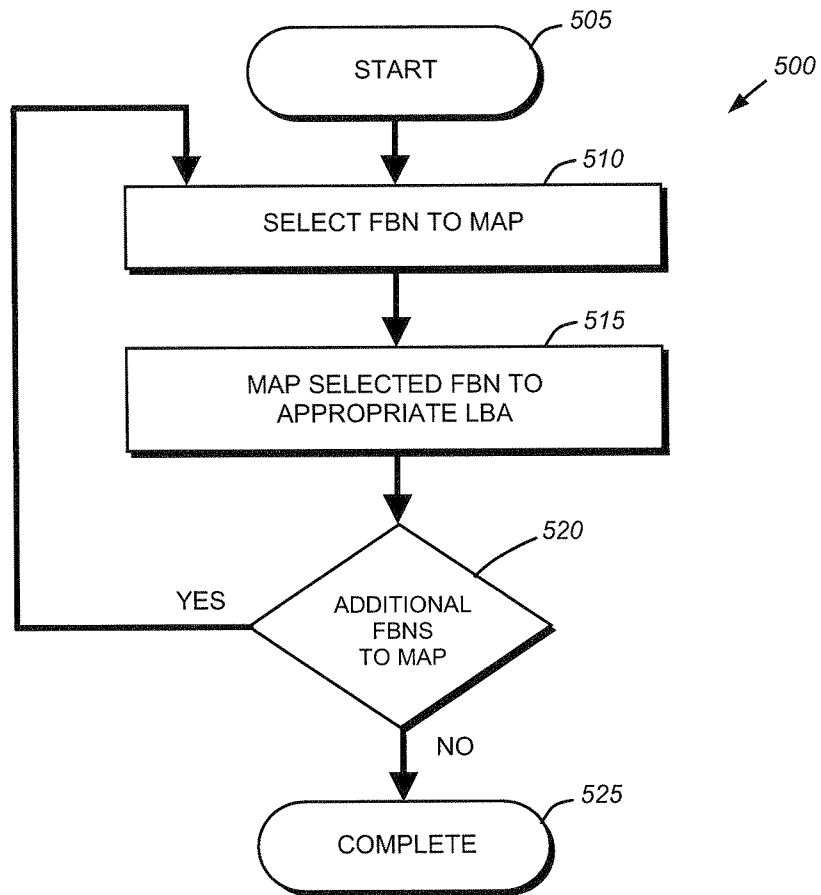 505
START
500
510
SELECT FBN TO MAP
515
MAP SELECTED FBN TO
APPROPRIATE LBA
520
YES
ADDITIONAL
FBNS
TO MAP
NO
525
COMPLETE